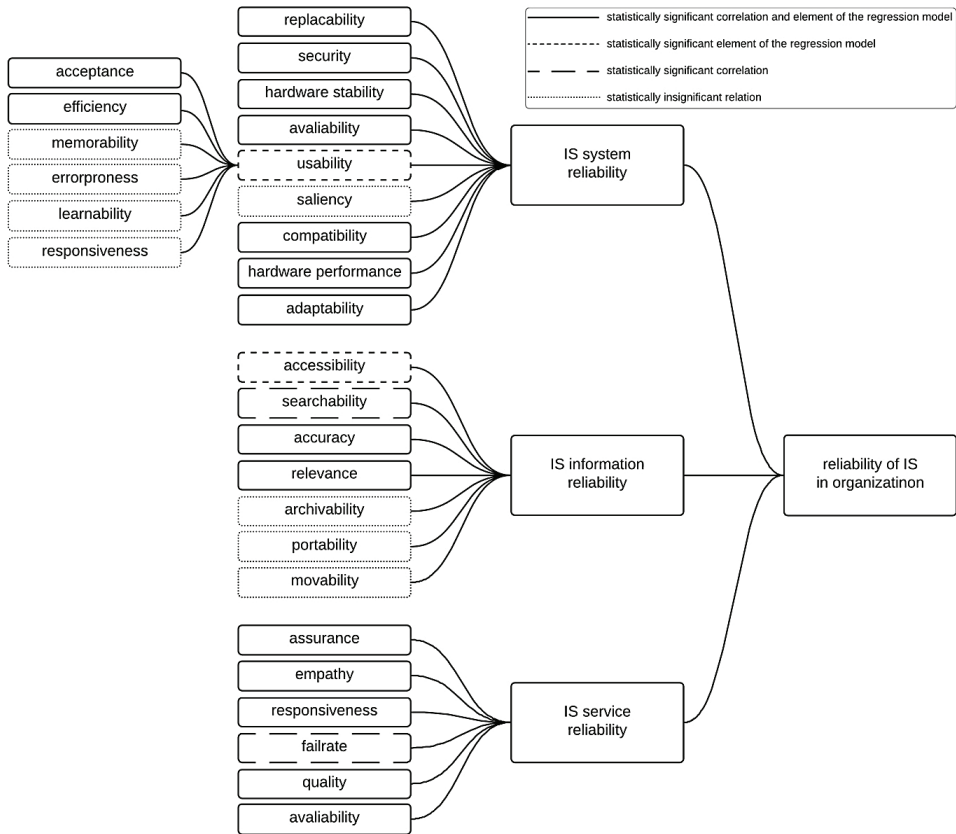 replacability
security
hardware stability
avaliability
usability
saliency
compatibility
hardware performance
adaptability
acceptance
efficiency
memorability
errorproness
learnability
responsiveness
statistically significant correlation and element of the regression model
statistically significant element of the regression model
statistically significant correlation
statistically insignificant relation
IS system
reliability
accessibility
searchability
accuracy
relevance
archivability
portability
movability
IS information
reliability
reliability of IS
in organizatinon
assurance
empathy
responsiveness
failrate
quality
avaliability
IS service
reliability